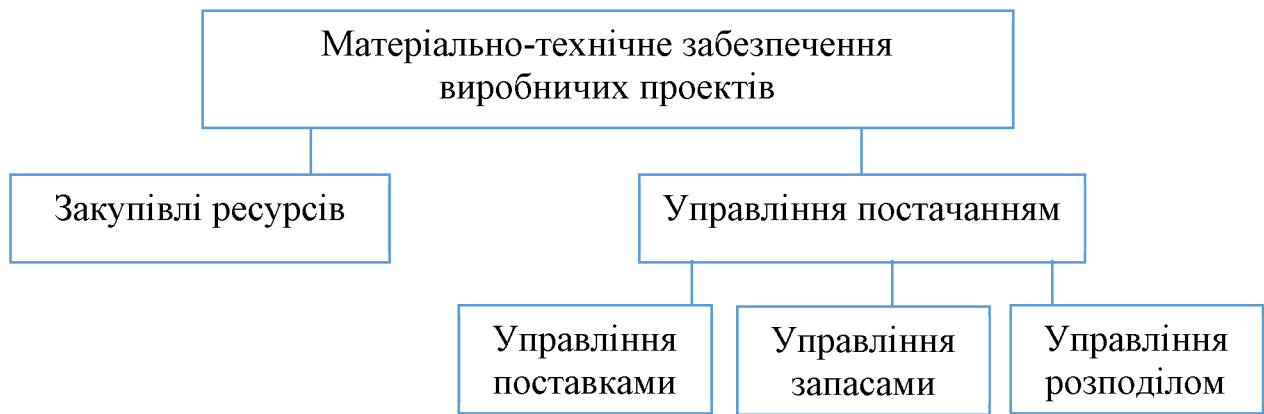 Матеріально-технічне забезпечення
виробничих проектів
Закупівлі ресурсів
Управління постачанням
Управління
поставками
Управління
запасами
Управління
розподілом